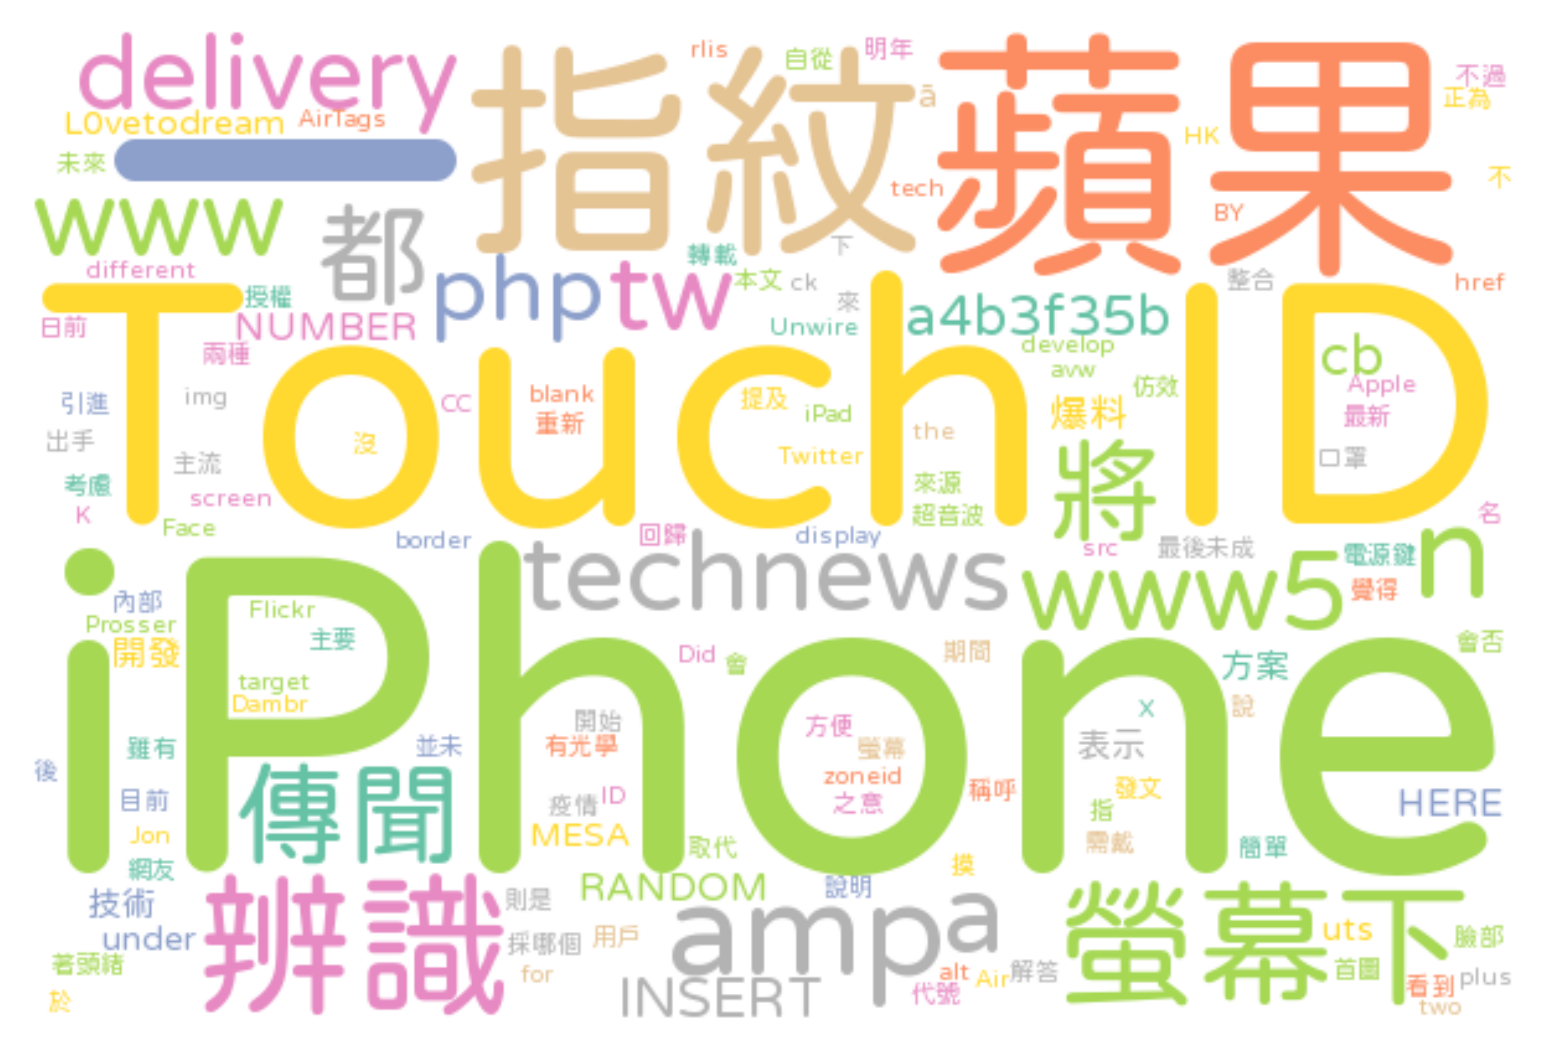 delivery 指紋 蘋果
rlis 自從 明年 不過
L0vetodream AirTags ā 正為
未來 tech HK 不
www 都 BY
different php tw 轉載 下 本文 ck 整合 href
Touch ID
授權 NUMBER 來 a4b3f35b
日前 兩種 Unwire develop cb
引進 img CC blank 提及 iPad avw 仿效 Apple
出手 重新 爆料 最新
沒 the
主流 Twitter 將 口罩
考慮 screen 來源
K Face 超音波 名
border 回歸 display src 最後未成 電源鍵 n
iPhone
technews www5 覺得
內部 Flickr
Prosser 主要 Did 會 期間 會否
開發 方案
target
Dambr x 說
開始 方便
雖有 並未 有光學 螢幕 表示
後 zoneid
目前 傳聞 疫情 ID 之意 稱呼 發文 HERE
Jon MESA 指
網友 取代 需戴 簡單
摸
技術 辨識 則是 RANDOM 說明 螢幕下
under 採哪個 用戶 ampa uts 臉部
著頭緒 for alt Air 解答 首圖 plus
於 INSERT 代號 看到
two